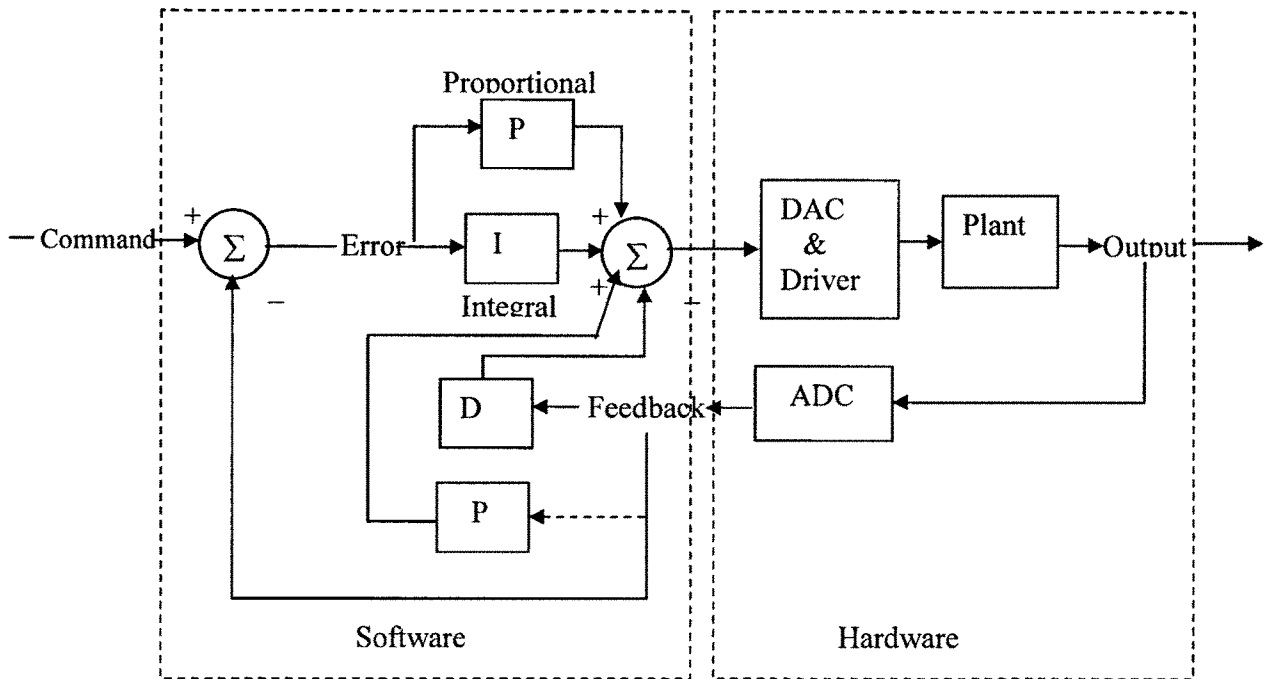 Proportional
P
+
Command
Σ
Error
I
Integral
+
+
Σ
−
−
DAC
&
Driver
Plant
Output
D
Feedback
ADC
P
Software
Hardware